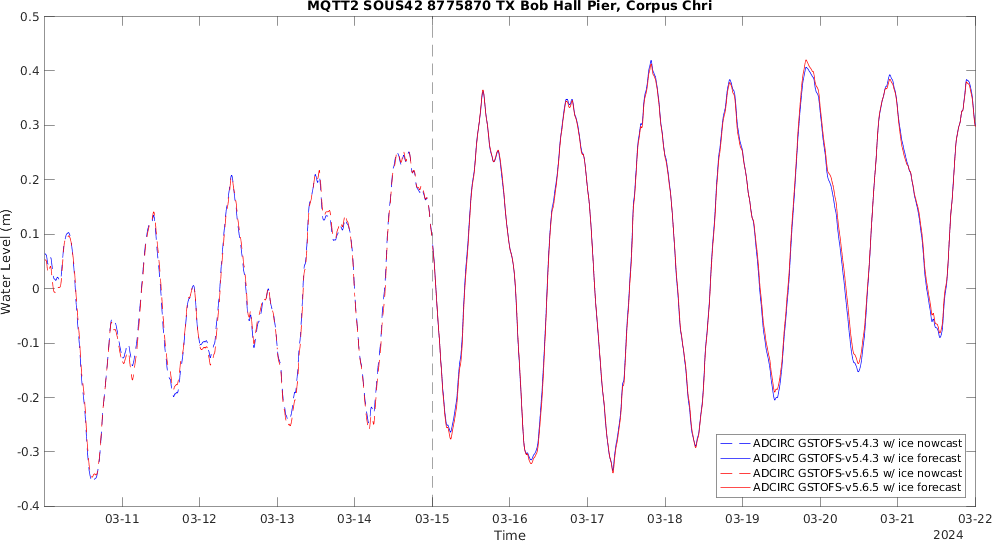 MQTT2 SOUS42 8775870 TX Bob Hall Pier, Corpus Chri
Water Level (m)
0.5
0.4
0.3
0.2
0.1
0
-0.1
-0.2
-0.3
-0.4
ADCIRC GSTOFS-v5.4.3 w/ ice nowcast
ADCIRC GSTOFS-v5.4.3 w/ ice forecast
ADCIRC GSTOFS-v5.6.5 w/ ice nowcast
ADCIRC GSTOFS-v5.6.5 w/ ice forecast
03-11 03-12 03-13 03-14 03-15 03-16 03-17 03-18 03-19 03-20 03-21 03-22
Time
2024